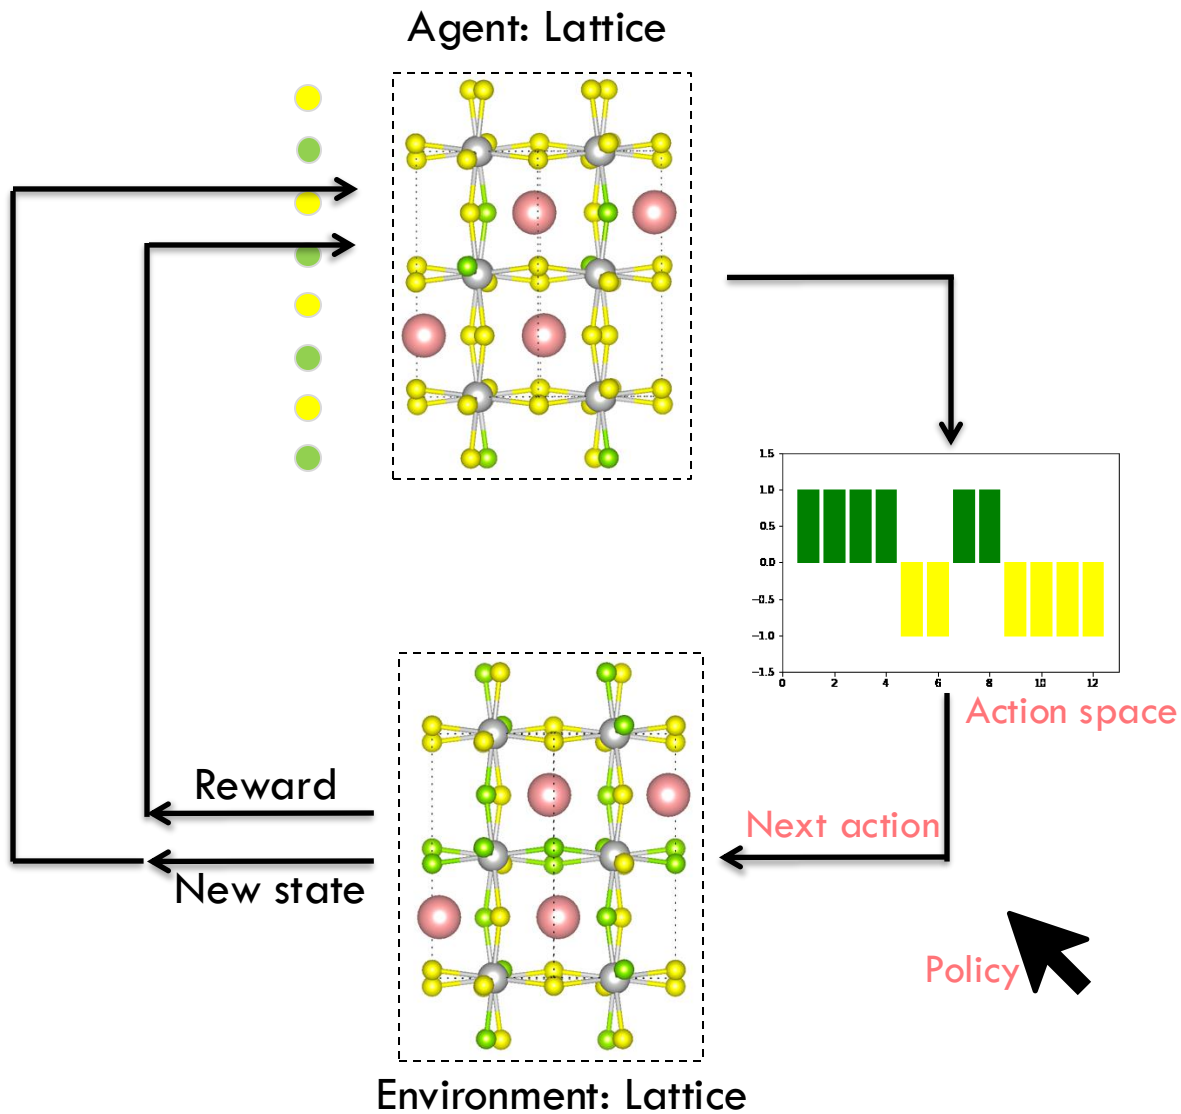 Agent: Lattice
1.5
1.0
0.5
0.0
−0.5
−1.0
−1.5
0 2 4 6 8 10 12
Action space
Reward
Next action
New state
Policy
Environment: Lattice